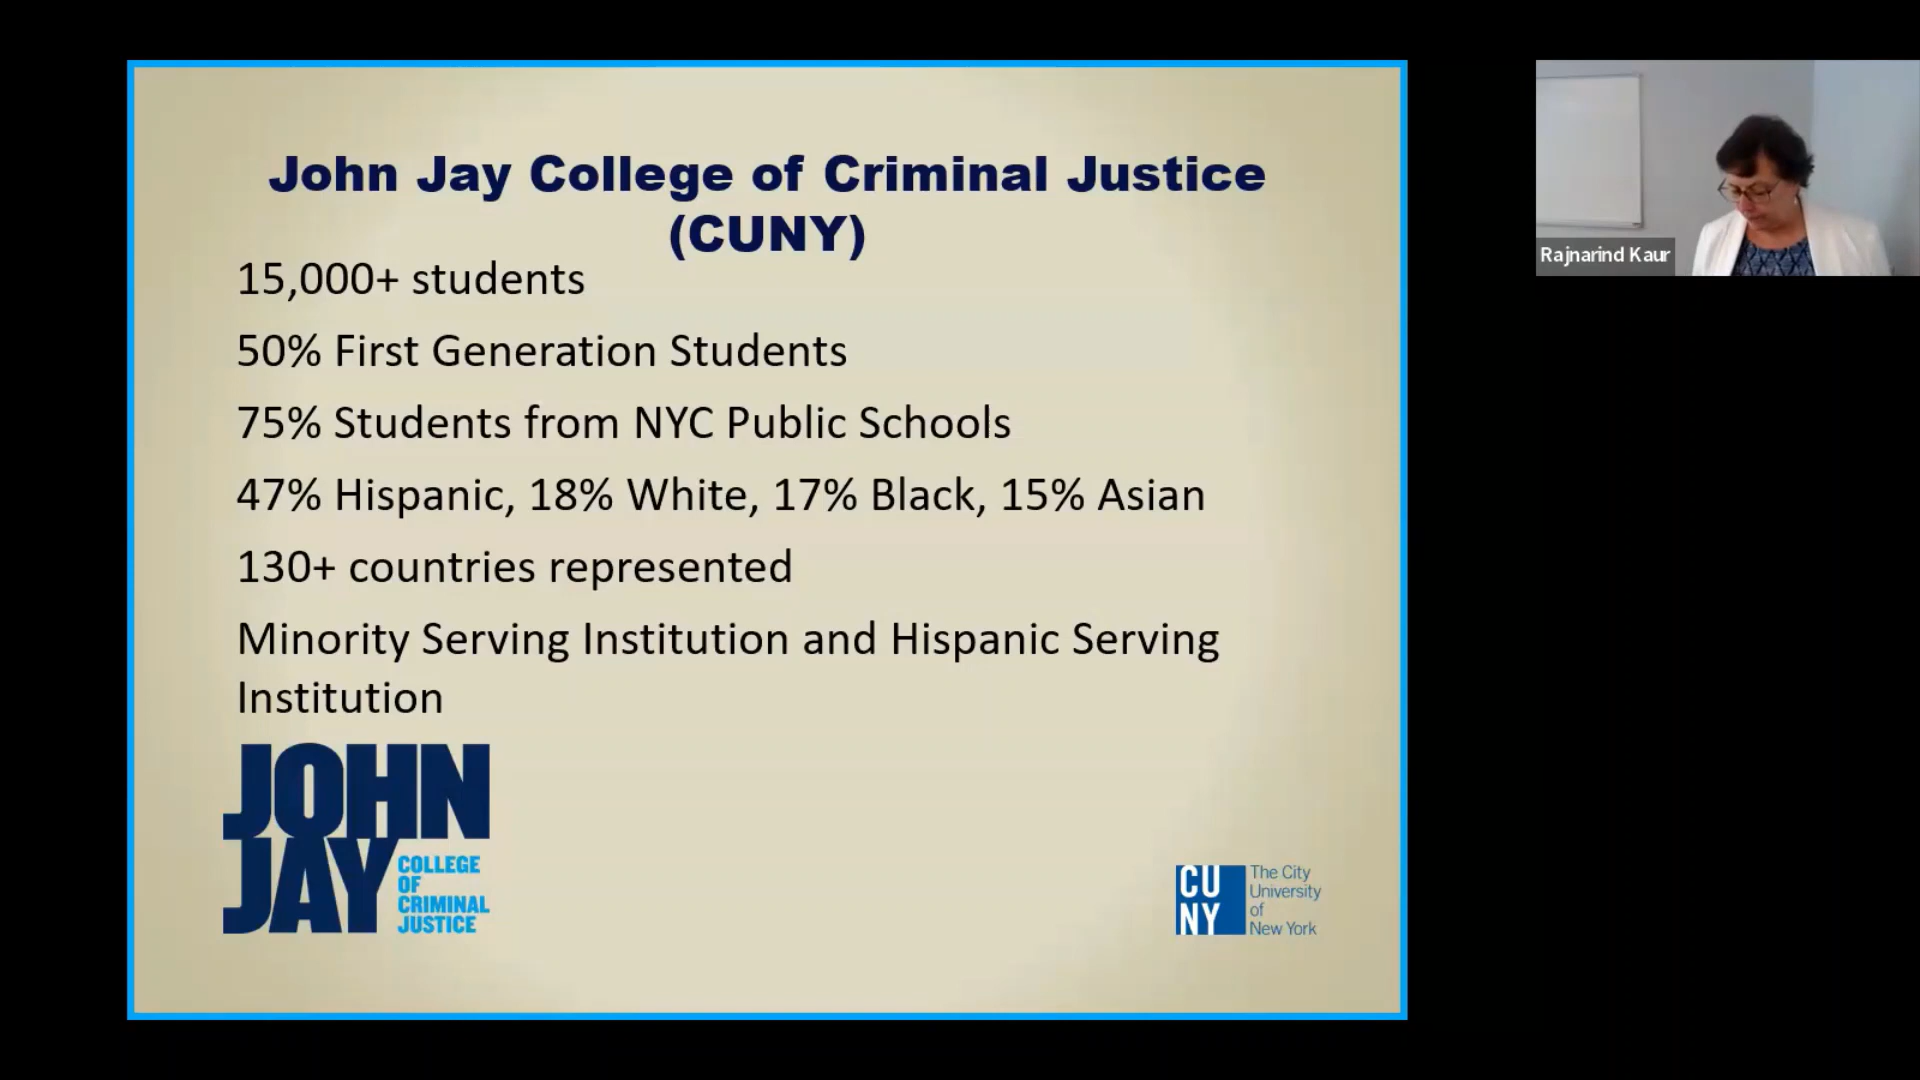 John Jay College of Criminal Justice
(CUNY)
15,000+ students
50% First Generation Students
75% Students from NYC Public Schools
47% Hispanic, 18% White, 17% Black, 15% Asian
130+ countries represented
Minority Serving Institution and Hispanic Serving
Institution
JOHN
JAY
COLLEGE
OF
CRIMINAL
JUSTICE
CU
NY
The City
University
of
New York
Rajnarind Kaur